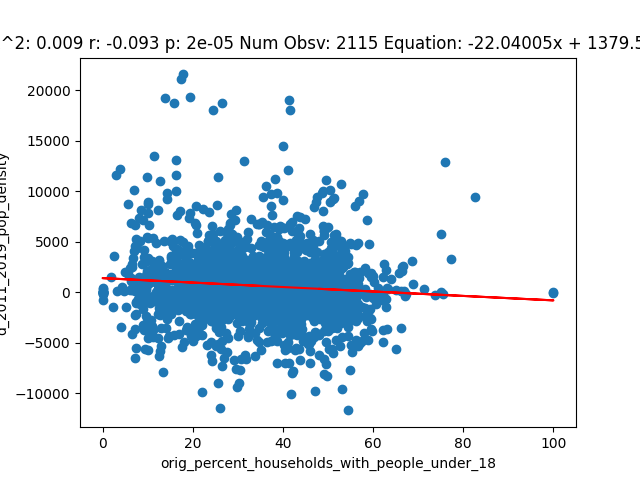 ^2: 0.009 r: -0.093 p: 2e-05 Num Obsv: 2115 Equation: -22.04005x + 1379.5
20000
15000
10000
5000
0
−5000
−10000
d_2011_2019_pop_density
0 20 40 60 80 100
orig_percent_households_with_people_under_18